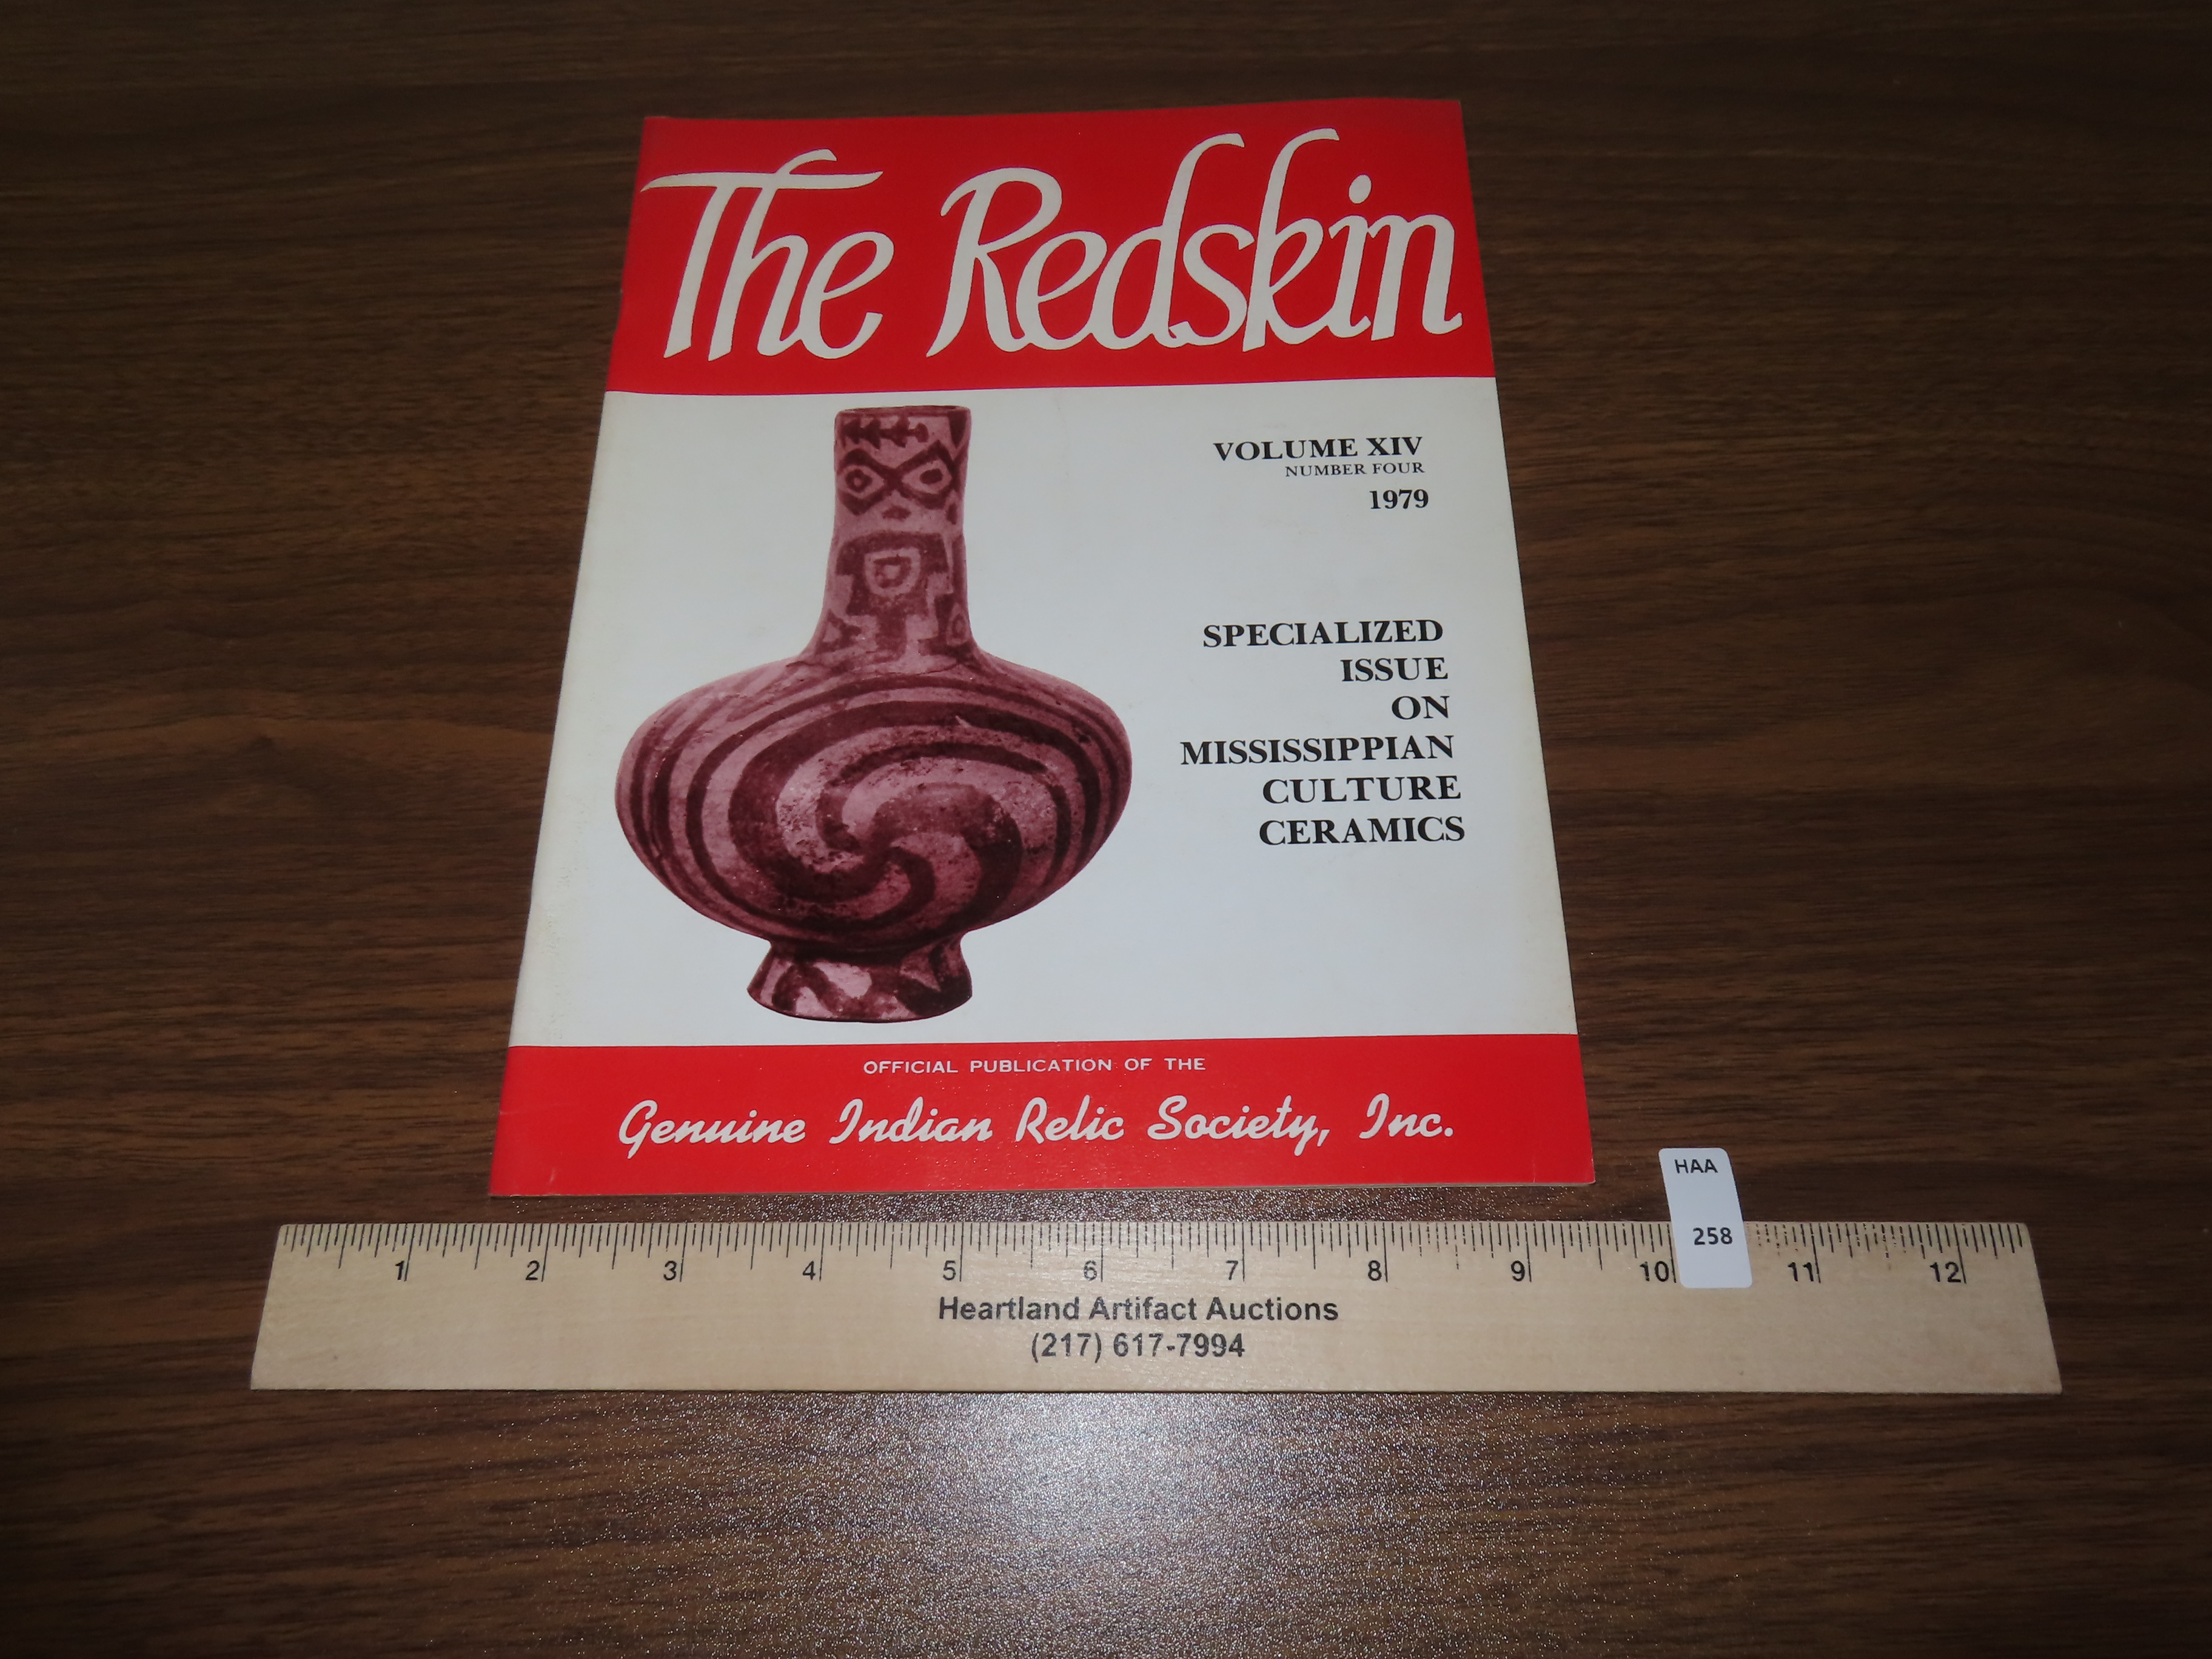 The Redskin
VOLUME XIV
NUMBER FOUR
1979
SPECIALIZED
ISSUE
ON
MISSISSIPPIAN
CULTURE
CERAMICS
OFFICIAL PUBLICATION OF THE
Genuine Indian Relic Society, Inc.
HAA
258
1 2 3 4 5 6 7 8 9 10 11 12
Heartland Artifact Auctions
(217) 617-7994